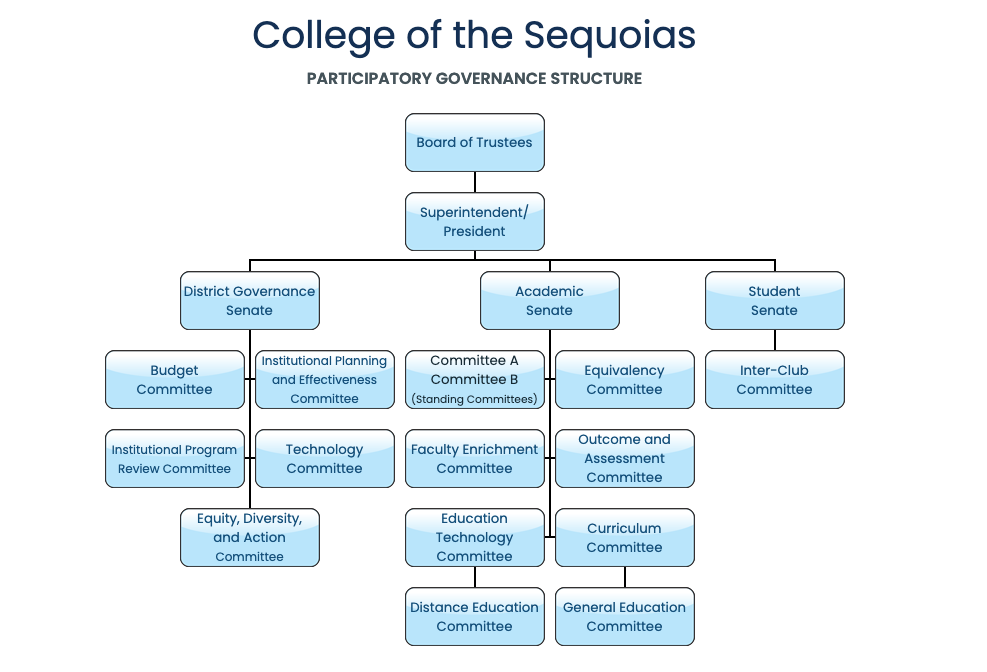 College of the Sequoias
PARTICIPATORY GOVERNANCE STRUCTURE
Board of Trustees
Superintendent/
President
District Governance
Senate
Academic
Senate
Student
Senate
Budget
Committee
Institutional Planning
and Effectiveness
Committee
Committee A
Committee B
(Standing Committees)
Equivalency
Committee
Inter-Club
Committee
Institutional Program
Review Committee
Technology
Committee
Faculty Enrichment
Committee
Outcome and
Assessment
Committee
Equity, Diversity,
and Action
Committee
Education
Technology
Committee
Curriculum
Committee
Distance Education
Committee
General Education
Committee